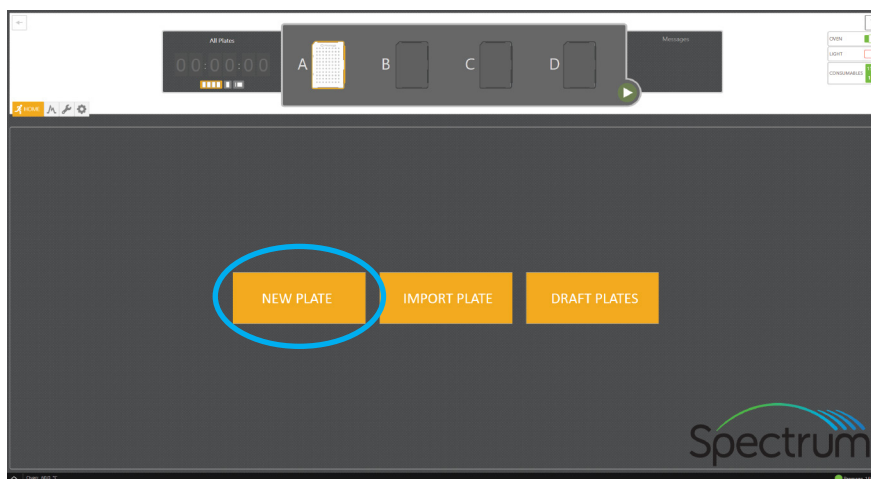 All Plates
00:00:00
A
B
C
D
Messages
OVEN
LIGHT
CONSUMABLES
HOME
NEW PLATE
IMPORT PLATE
DRAFT PLATES
Spectrum